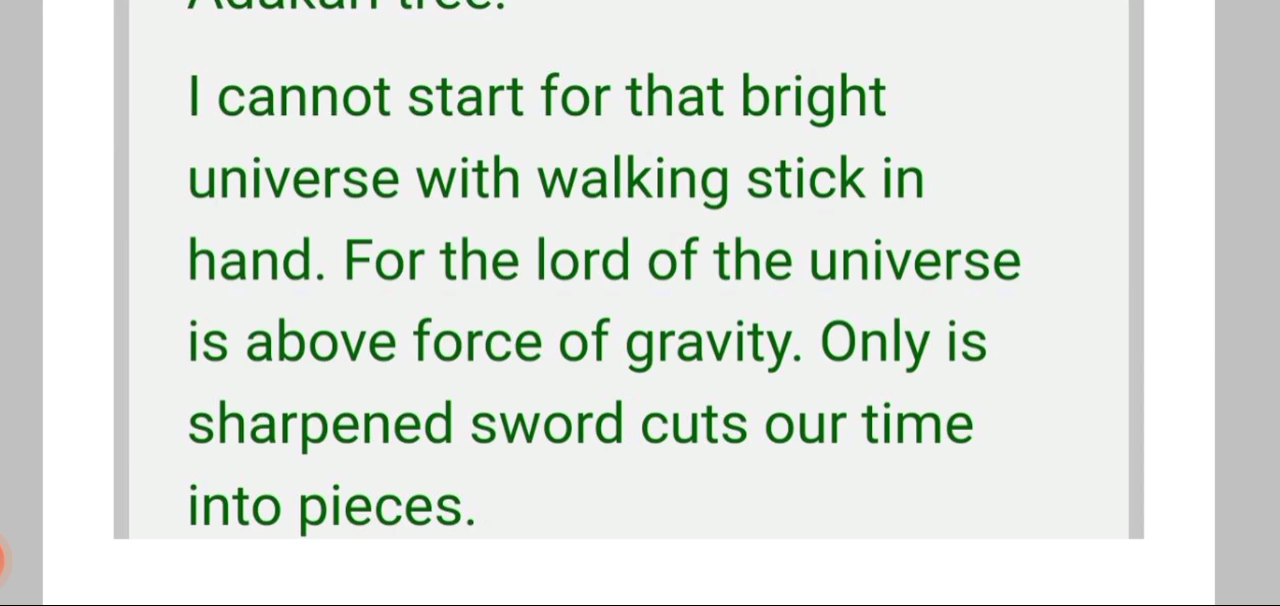 tree.
I cannot start for that bright
universe with walking stick in
hand. For the lord of the universe
is above force of gravity. Only is
sharpened sword cuts our time
into pieces.